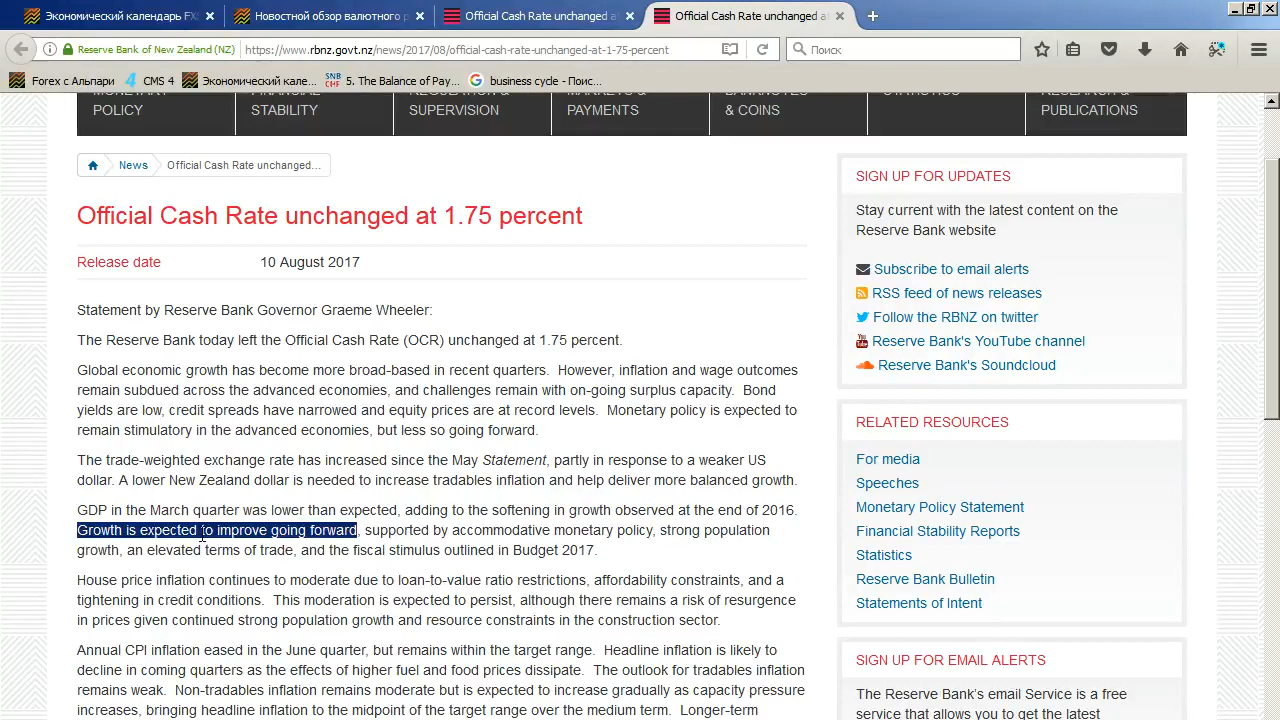 Экономический календарь FX
Новостной обзор валютного р
Official Cash Rate unchanged a
Official Cash Rate unchanged at
Reserve Bank of New Zealand (NZ)
https://www.rbnz.govt.nz/news/2017/08/official-cash-rate-unchanged-at-1-75-percent
Поиск
Forex с Альпари
4 CMS 4
Экономический кале...
SNB CHF 5. The Balance of Pay...
G business cycle - Поис...
MONETARY POLICY
FINANCIAL STABILITY
REGULATION & SUPERVISION
MARKETS & PAYMENTS
BANKNOTES & COINS
STATISTICS
RESEARCH & PUBLICATIONS
News
Official Cash Rate unchanged...
Official Cash Rate unchanged at 1.75 percent
Release date 10 August 2017
Statement by Reserve Bank Governor Graeme Wheeler:
The Reserve Bank today left the Official Cash Rate (OCR) unchanged at 1.75 percent.
Global economic growth has become more broad-based in recent quarters. However, inflation and wage outcomes
remain subdued across the advanced economies, and challenges remain with on-going surplus capacity. Bond
yields are low, credit spreads have narrowed and equity prices are at record levels. Monetary policy is expected to
remain stimulatory in the advanced economies, but less so going forward.
The trade-weighted exchange rate has increased since the May Statement, partly in response to a weaker US
dollar. A lower New Zealand dollar is needed to increase tradables inflation and help deliver more balanced growth.
GDP in the March quarter was lower than expected, adding to the softening in growth observed at the end of 2016.
Growth is expected to improve going forward, supported by accommodative monetary policy, strong population
growth, an elevated terms of trade, and the fiscal stimulus outlined in Budget 2017.
House price inflation continues to moderate due to loan-to-value ratio restrictions, affordability constraints, and a
tightening in credit conditions. This moderation is expected to persist, although there remains a risk of resurgence
in prices given continued strong population growth and resource constraints in the construction sector.
Annual CPI inflation eased in the June quarter, but remains within the target range. Headline inflation is likely to
decline in coming quarters as the effects of higher fuel and food prices dissipate. The outlook for tradables inflation
remains weak. Non-tradables inflation remains moderate but is expected to increase gradually as capacity pressure
increases, bringing headline inflation to the midpoint of the target range over the medium term. Longer-term
SIGN UP FOR UPDATES
Stay current with the latest content on the
Reserve Bank website
Subscribe to email alerts
RSS feed of news releases
Follow the RBNZ on twitter
Reserve Bank's YouTube channel
Reserve Bank's Soundcloud
RELATED RESOURCES
For media
Speeches
Monetary Policy Statement
Financial Stability Reports
Statistics
Reserve Bank Bulletin
Statements of Intent
SIGN UP FOR EMAIL ALERTS
The Reserve Bank's email Service is a free
service that allows you to get the latest